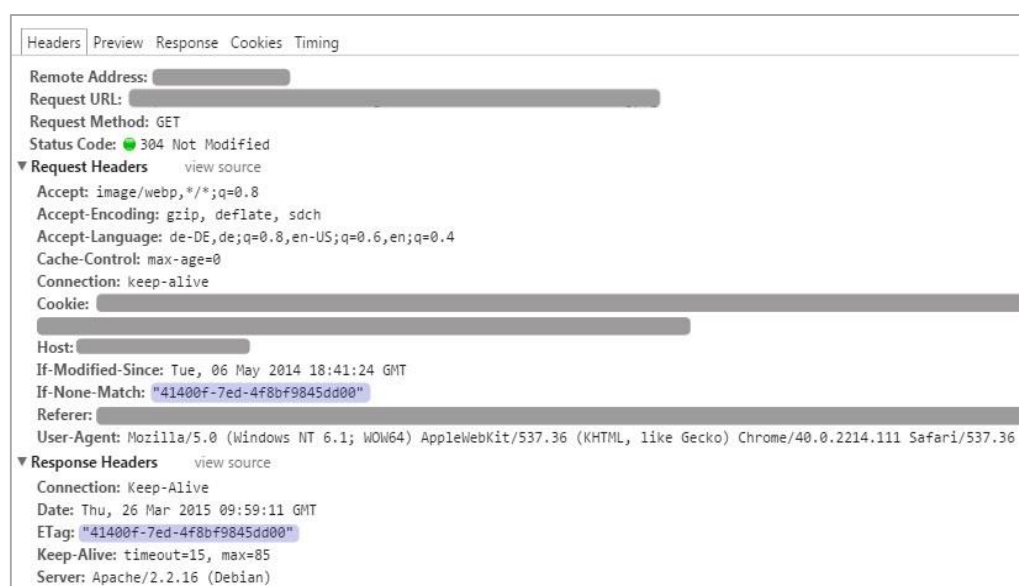 Headers Preview Response Cookies Timing
Remote Address:
Request URL:
Request Method: GET
Status Code: 304 Not Modified
▼ Request Headers view source
Accept: image/webp,*/*;q=0.8
Accept-Encoding: gzip, deflate, sdch
Accept-Language: de-DE,de;q=0.8,en-US;q=0.6,en;q=0.4
Cache-Control: max-age=0
Connection: keep-alive
Cookie:
Host:
If-Modified-Since: Tue, 06 May 2014 18:41:24 GMT
If-None-Match: "41400f-7ed-4f8bf9845dd00"
Referer:
User-Agent: Mozilla/5.0 (Windows NT 6.1; WOW64) AppleWebKit/537.36 (KHTML, like Gecko) Chrome/40.0.2214.111 Safari/537.36
▼ Response Headers view source
Connection: Keep-Alive
Date: Thu, 26 Mar 2015 09:59:11 GMT
ETag: "41400f-7ed-4f8bf9845dd00"
Keep-Alive: timeout=15, max=85
Server: Apache/2.2.16 (Debian)